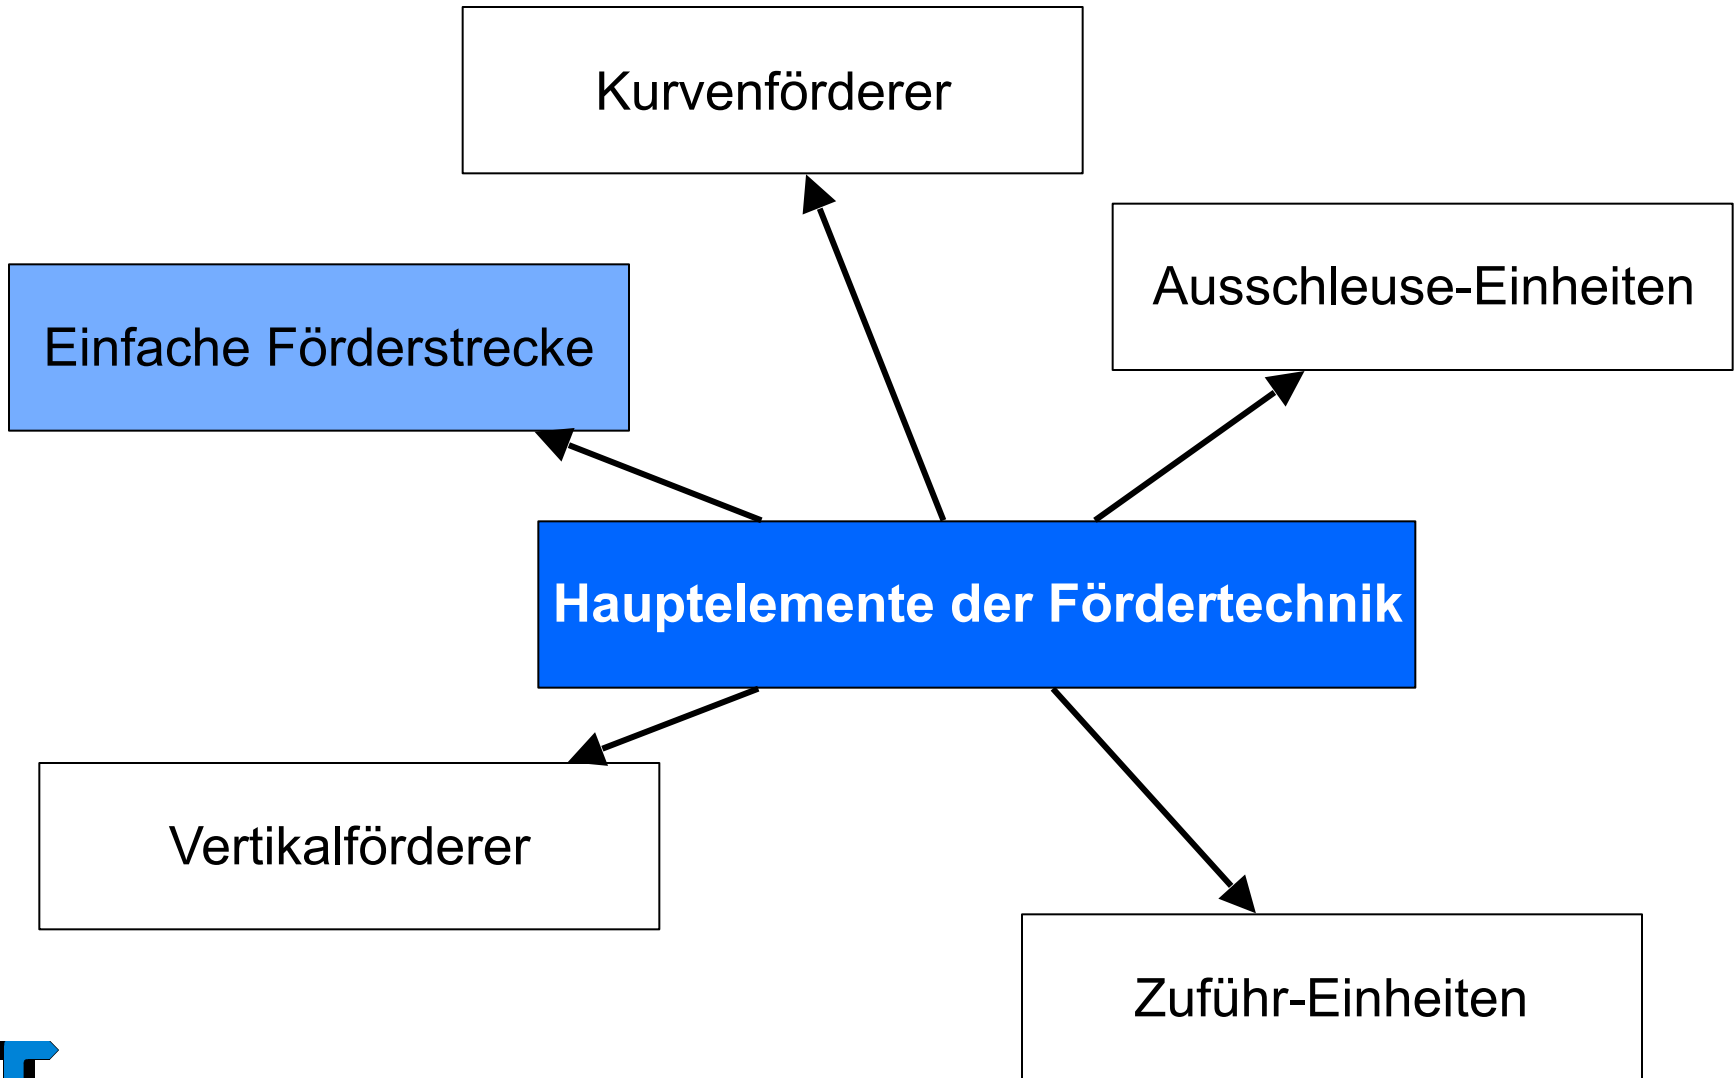 Kurvenförderer
Ausschleuse-Einheiten
Einfache Förderstrecke
Hauptelemente der Fördertechnik
Vertikalförderer
Zuführ-Einheiten